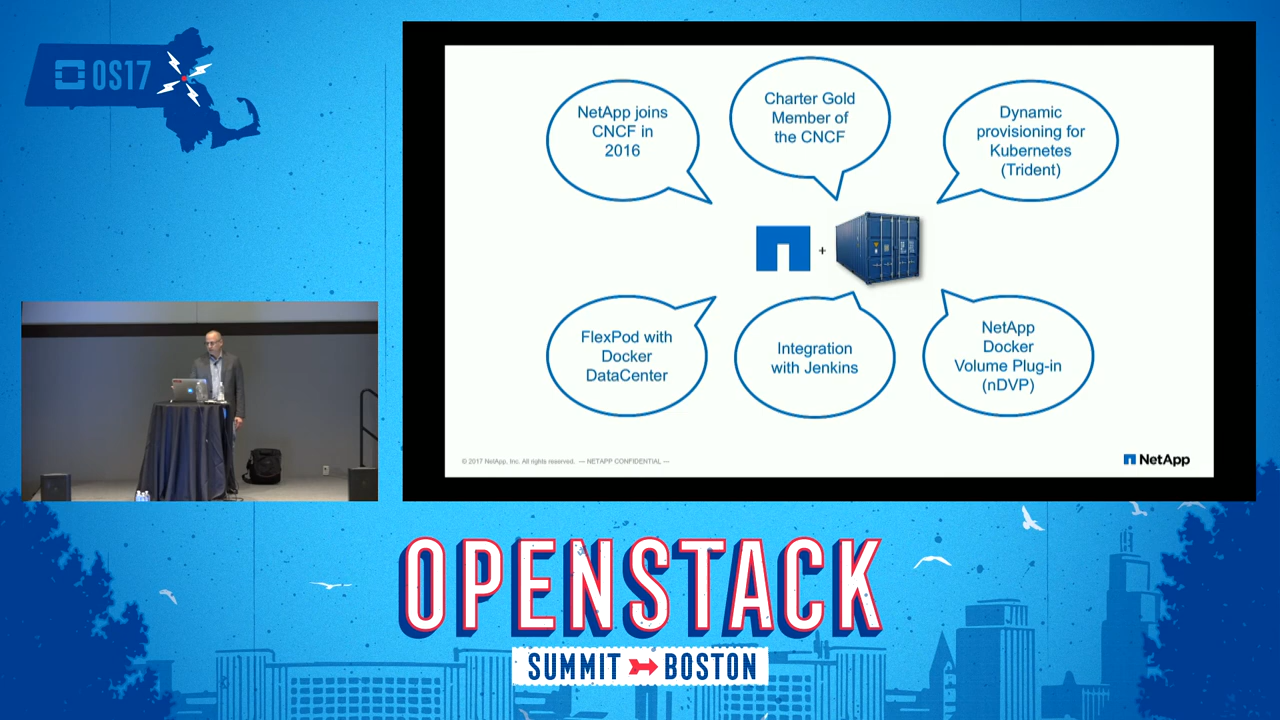 OS17
NetApp joins
CNCF in
2016
Charter Gold
Member of
the CNCF
Dynamic
provisioning for
Kubernetes
(Trident)
+
FlexPod with
Docker
DataCenter
Integration
with Jenkins
NetApp
Docker
Volume Plug-in
(nDVP)
© 2017 NetApp, Inc. All rights reserved. — NETAPP CONFIDENTIAL —
NetApp
OPENSTACK
SUMMIT BOSTON